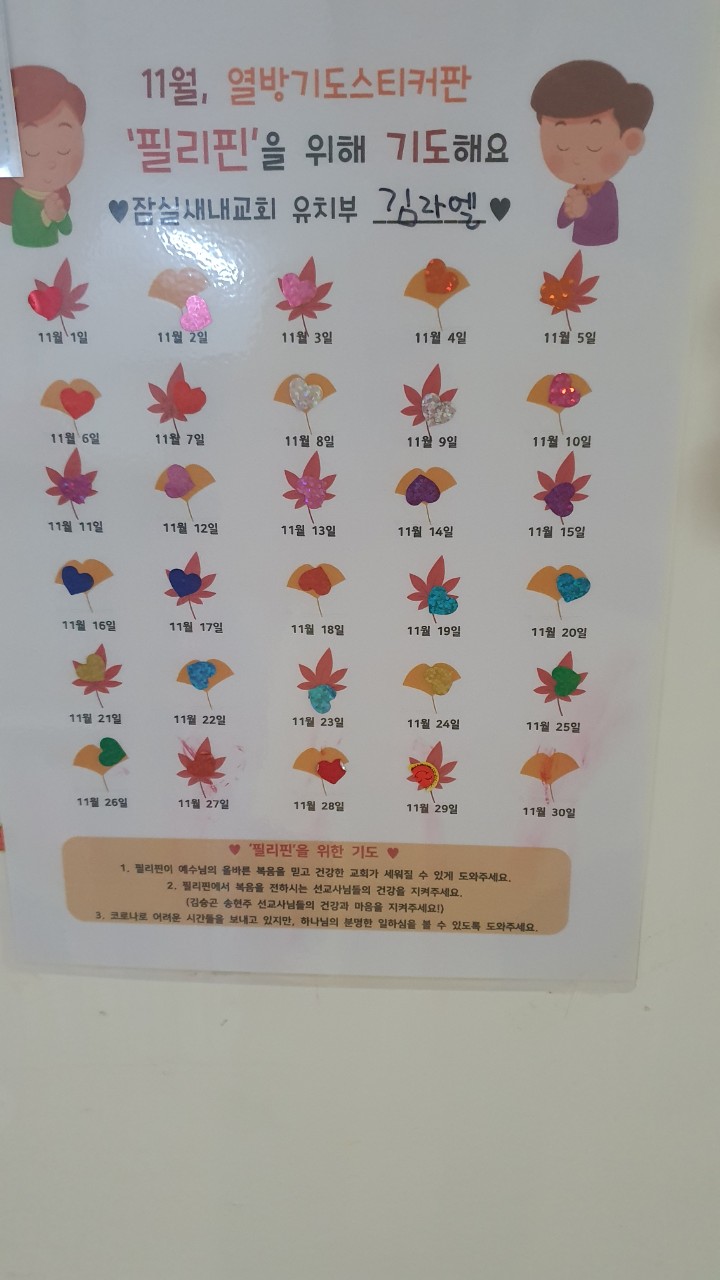 11월, 열방기도스티커판
'필리핀'을 위해 기도해요
♥잠실새내교회 유치부 김라엘♥
11월 1일 11월 2일 11월 3일 11월 4일 11월 5일
11월 6일 11월 7일 11월 8일 11월 9일 11월 10일
11월 11일 11월 12일 11월 13일 11월 14일 11월 15일
11월 16일 11월 17일 11월 18일 11월 19일 11월 20일
11월 21일 11월 22일 11월 23일 11월 24일 11월 25일
11월 26일 11월 27일 11월 28일 11월 29일 11월 30일
♥ '필리핀'을 위한 기도 ♥
1. 필리핀이 예수님의 올바른 복음을 믿고 건강한 교회가 세워질 수 있게 도와주세요.
2. 필리핀에서 복음을 전하시는 선교사님들의 건강을 지켜주세요.
(김승곤 송현주 선교사님들의 건강과 마음을 지켜주세요!)
3. 코로나로 어려운 시간들을 보내고 있지만, 하나님의 분명한 일하심을 볼 수 있도록 도와주세요.